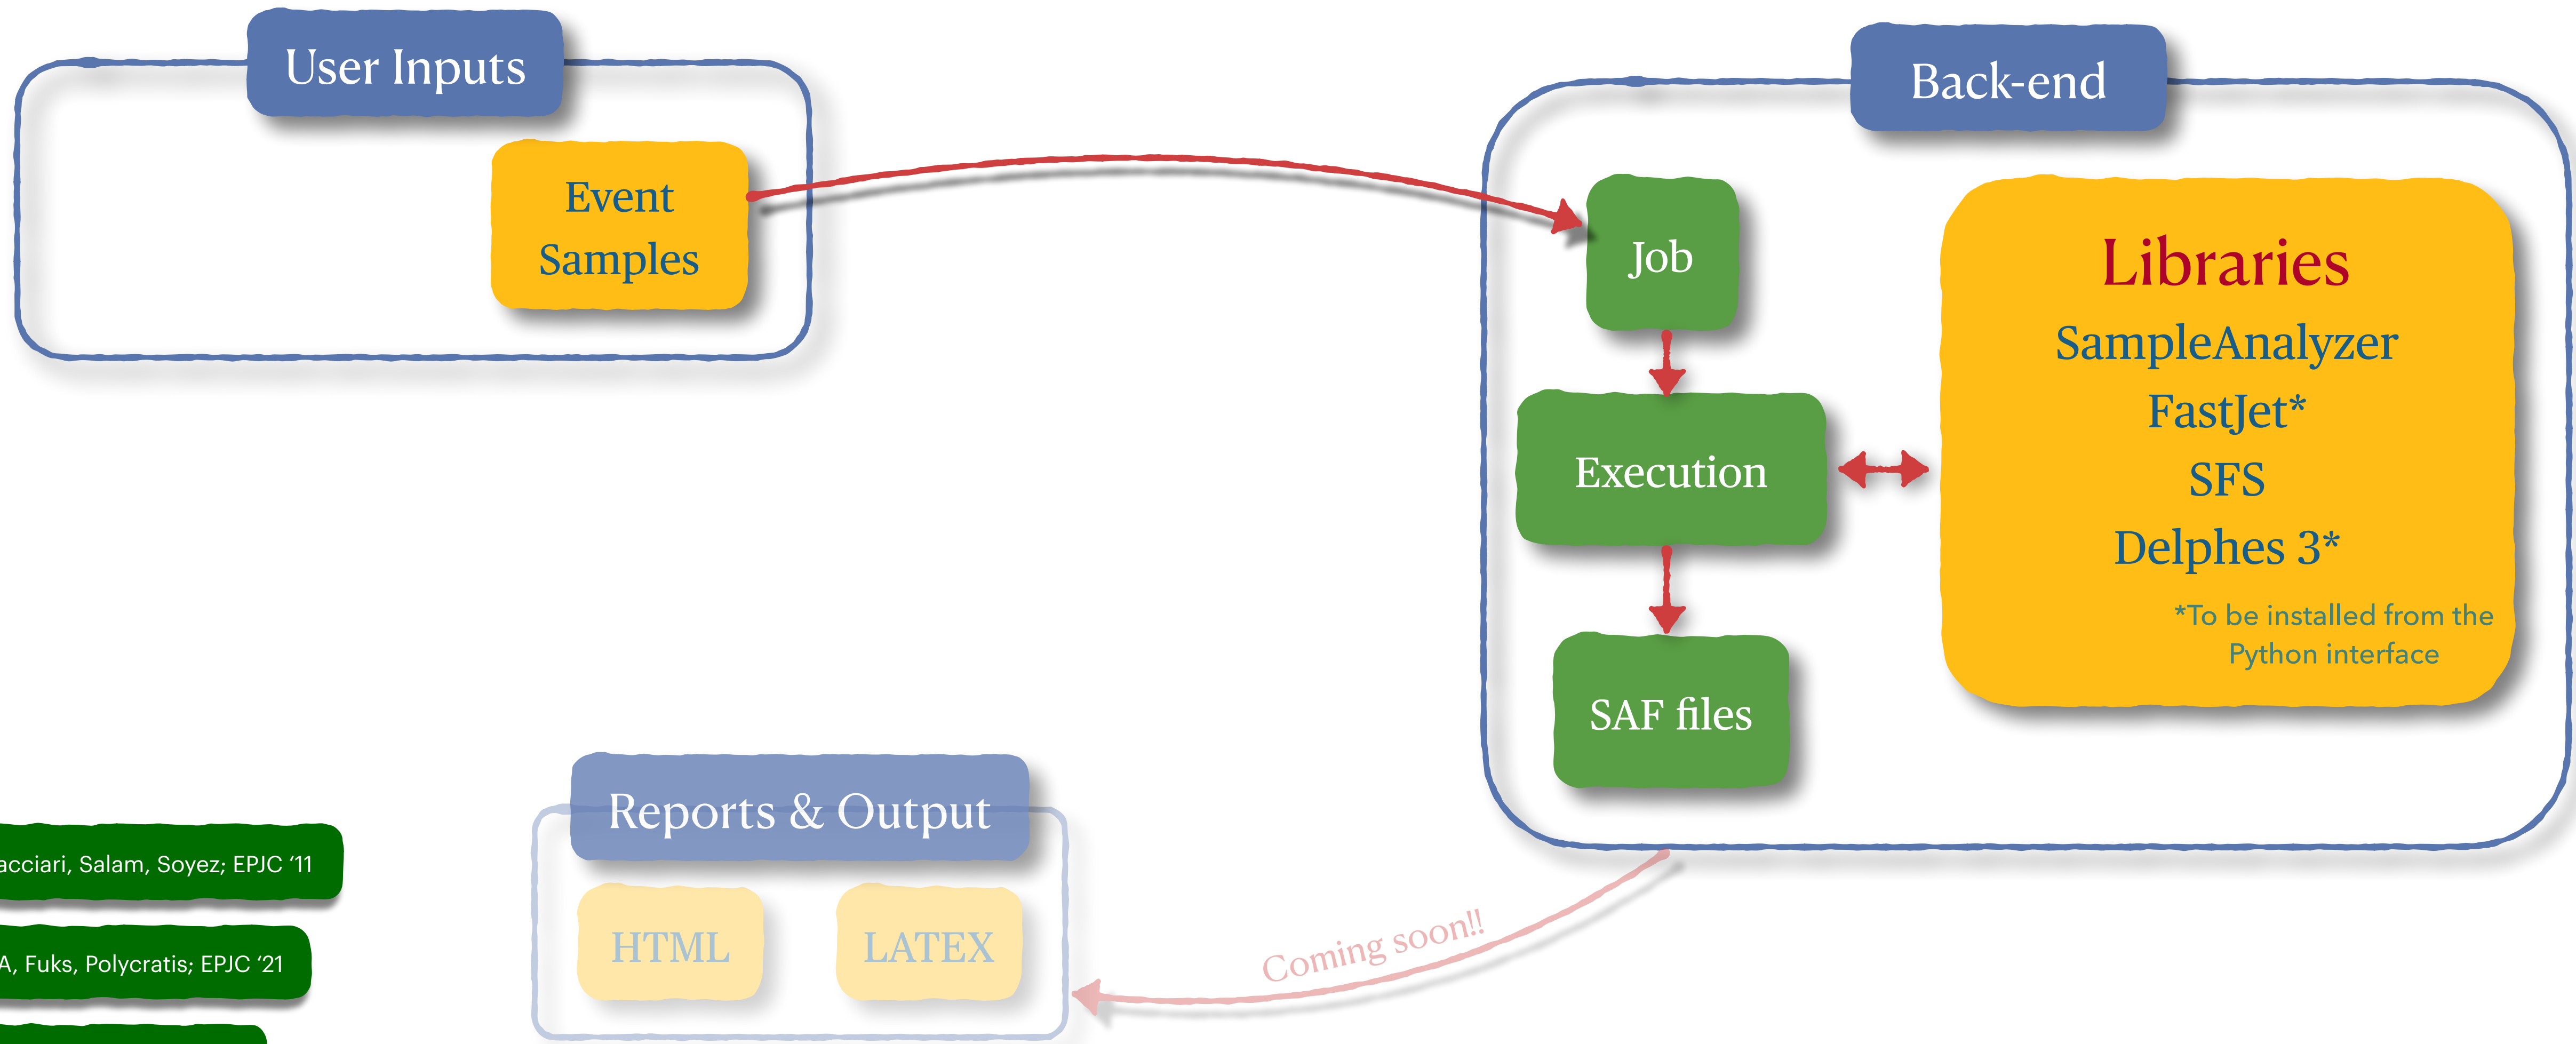 User Inputs
Event
Samples
Back-end
Job
Execution
SAF files
Libraries
SampleAnalyzer
FastJet*
SFS
Delphes 3*
*To be installed from the
Python interface
Reports & Output
HTML
LATEX
Coming soon!!
Salam, Soyez; EPJC ‘11
Fuks, Polycratis; EPJC ‘21